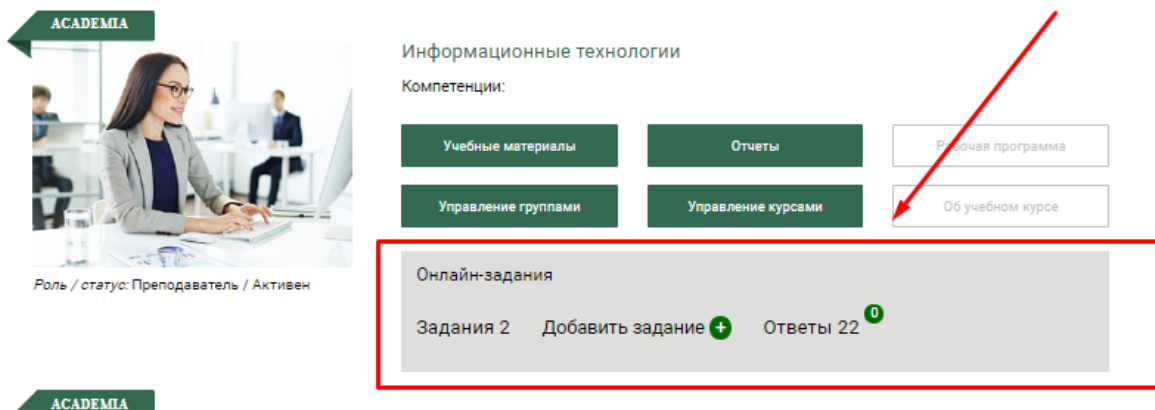 ACADEMIA
Информационные технологии
Компетенции:
Учебные материалы
Отчеты
Рабочая программа
Управление группами
Управление курсами
Об учебном курсе
Роль / статус: Преподаватель / Активен
Онлайн-задания
Задания 2 Добавить задание + Ответы 22 0
ACADEMIA